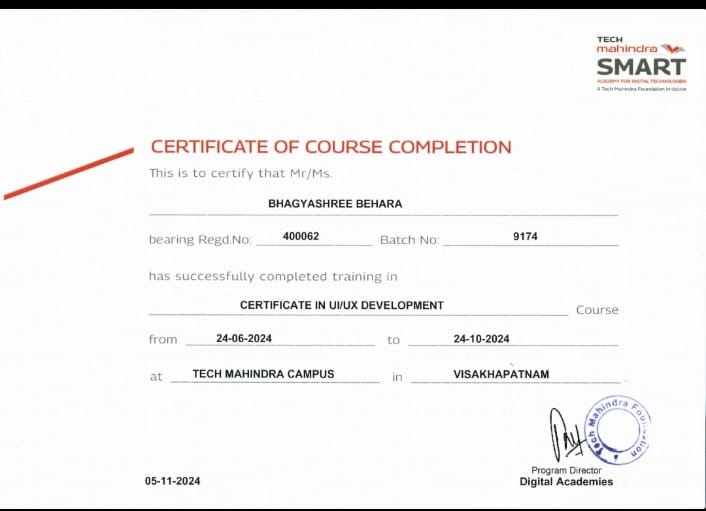 TECH
mahindra
SMART
ACADEMY FOR DIGITAL TECHNOLOGIES
A Tech Mahindra Foundation Initiative
CERTIFICATE OF COURSE COMPLETION
This is to certify that Mr/Ms.
BHAGYASHREE BEHARA
bearing Regd.No: 400062 Batch No: 9174
has successfully completed training in
CERTIFICATE IN UI/UX DEVELOPMENT Course
from 24-06-2024 to 24-10-2024
at TECH MAHINDRA CAMPUS in VISAKHAPATNAM
Tech Mahindra Foundation
Program Director
05-11-2024 Digital Academies